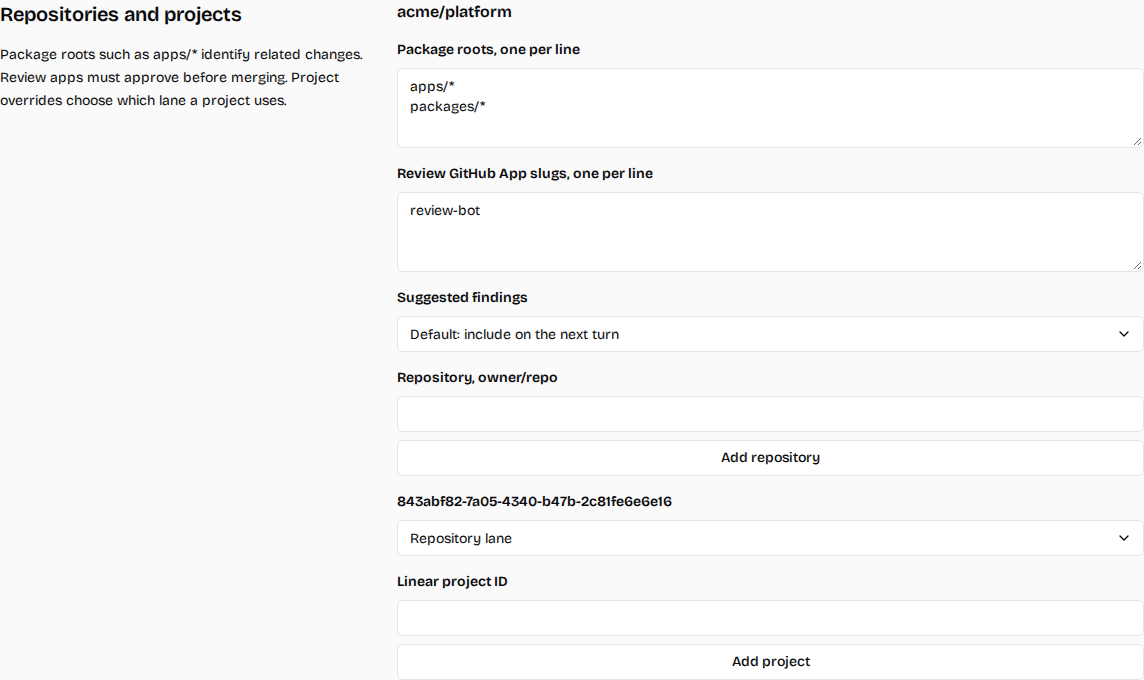 Repositories and projects
Package roots such as apps/* identify related changes.
Review apps must approve before merging. Project
overrides choose which lane a project uses.
acme/platform
Package roots, one per line
apps/*
packages/*
Review GitHub App slugs, one per line
review-bot
Suggested findings
Default: include on the next turn
Repository, owner/repo
Add repository
843abf82-7a05-4340-b47b-2c81fe6e6e16
Repository lane
Linear project ID
Add project